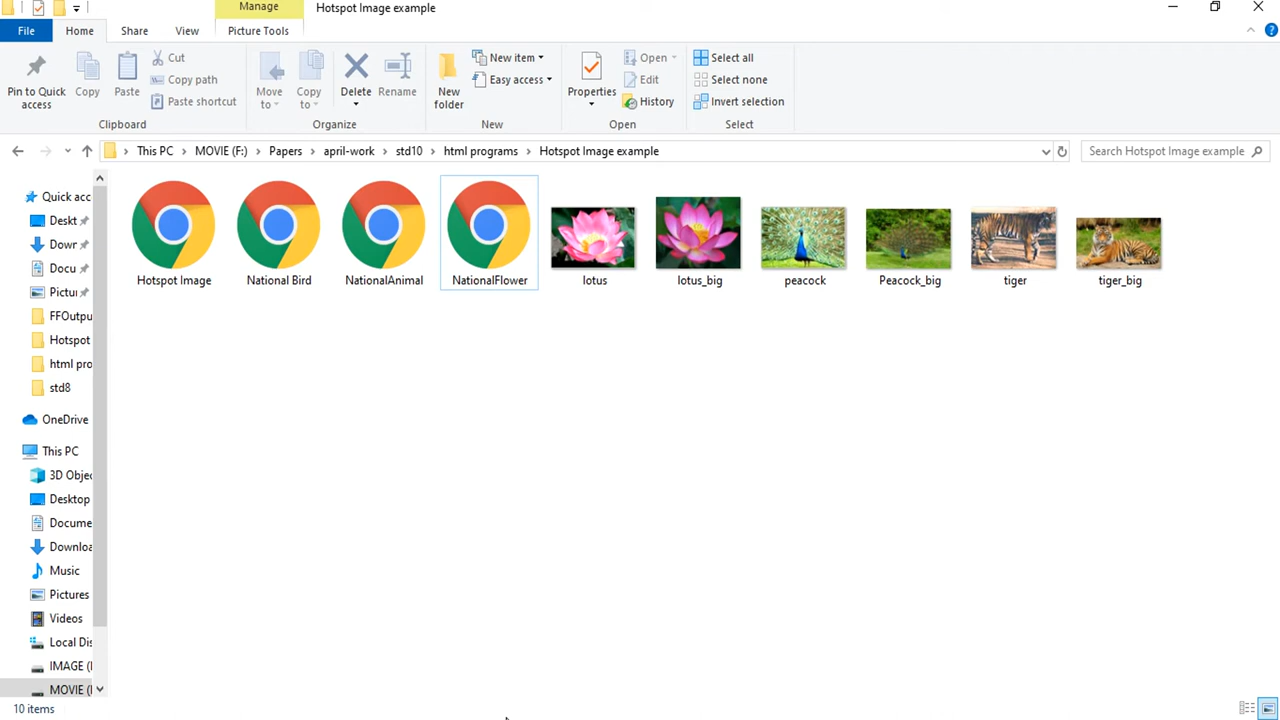 Manage
Hotspot Image example
File
Home
Share
View
Picture Tools
Pin to Quick access
Copy
Paste
Cut
Copy path
Paste shortcut
Clipboard
Move to
Copy to
Delete
Rename
Organize
New folder
New item
Easy access
New
Properties
Open
Edit
History
Open
Select all
Select none
Invert selection
Select
This PC > MOVIE (F:) > Papers > april-work > std10 > html programs > Hotspot Image example
Search Hotspot Image example
Quick acc
Deskt
Dowr
Docu
Pictu
FFOutpu
Hotspot
html pro
std8
OneDrive
This PC
3D Objec
Desktop
Docume
Downloa
Music
Pictures
Videos
Local Dis
IMAGE (
MOVIE (
Hotspot Image
National Bird
NationalAnimal
NationalFlower
lotus
lotus_big
peacock
Peacock_big
tiger
tiger_big
10 items